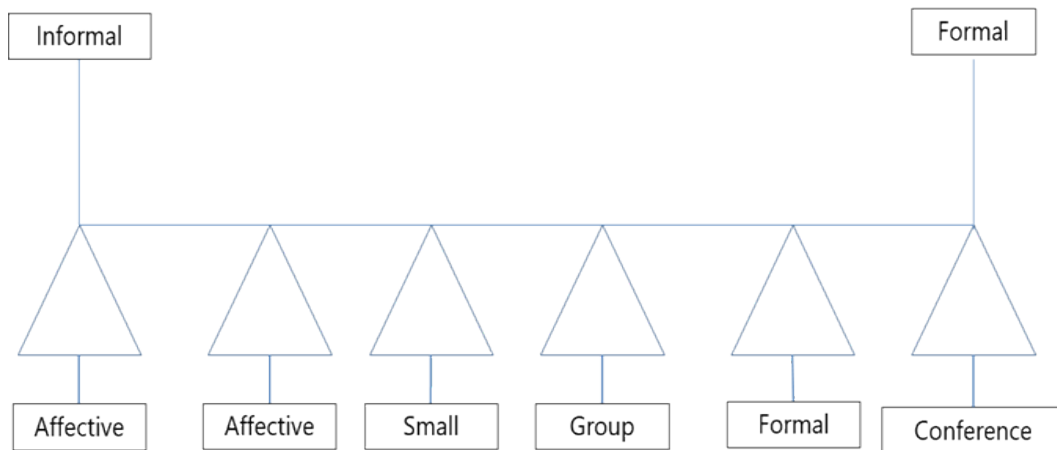 Informal
Formal
Affective
Affective
Small
Group
Formal
Conference